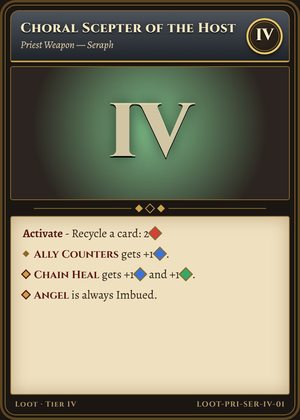 Choral Scepter of the Host
IV
Priest Weapon — Seraph
IV
Activate - Recycle a card: 2
Ally Counters gets +1.
Chain Heal gets +1 and +1.
Angel is always Imbued.
Loot · Tier IV
LOOT-PRI-SER-IV-01